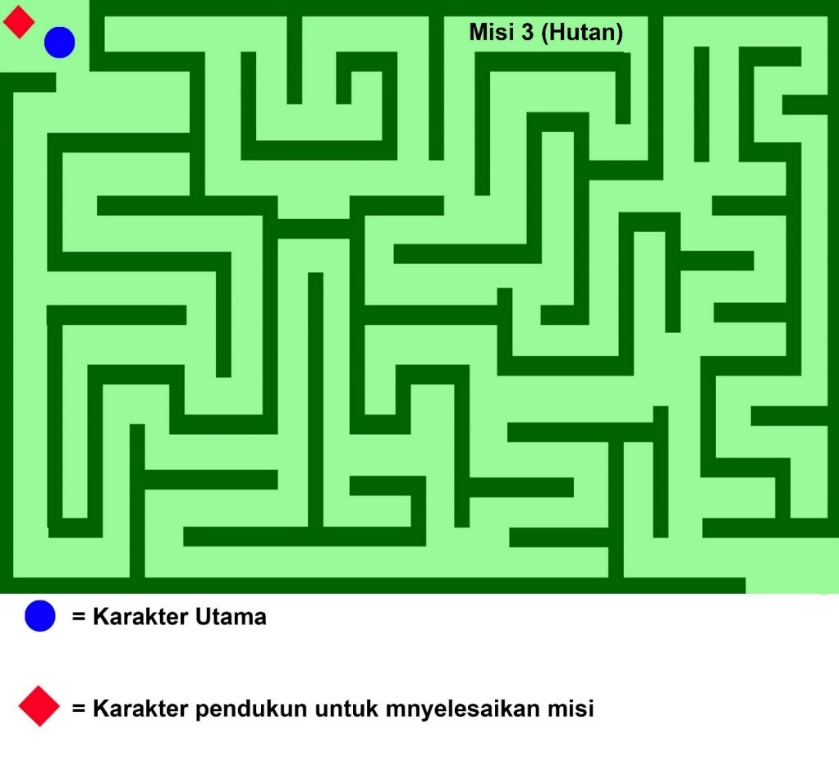 Misi 3 (Hutan)
= Karakter Utama
= Karakter pendukun untuk mnyelesaikan misi